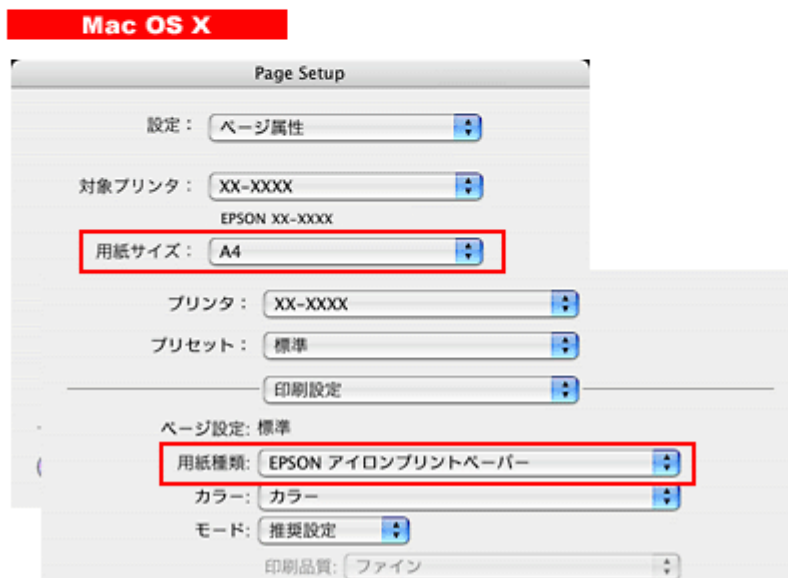 Mac OS X
Page Setup
設定： ページ属性
対象プリンタ： XX-XXXX
EPSON XX-XXXX
用紙サイズ： A4
プリンタ： XX-XXXX
プリセット： 標準
印刷設定
ページ設定: 標準
用紙種類: EPSON アイロンプリントペーパー
カラー: カラー
モード: 推奨設定
印刷品質: ファイン